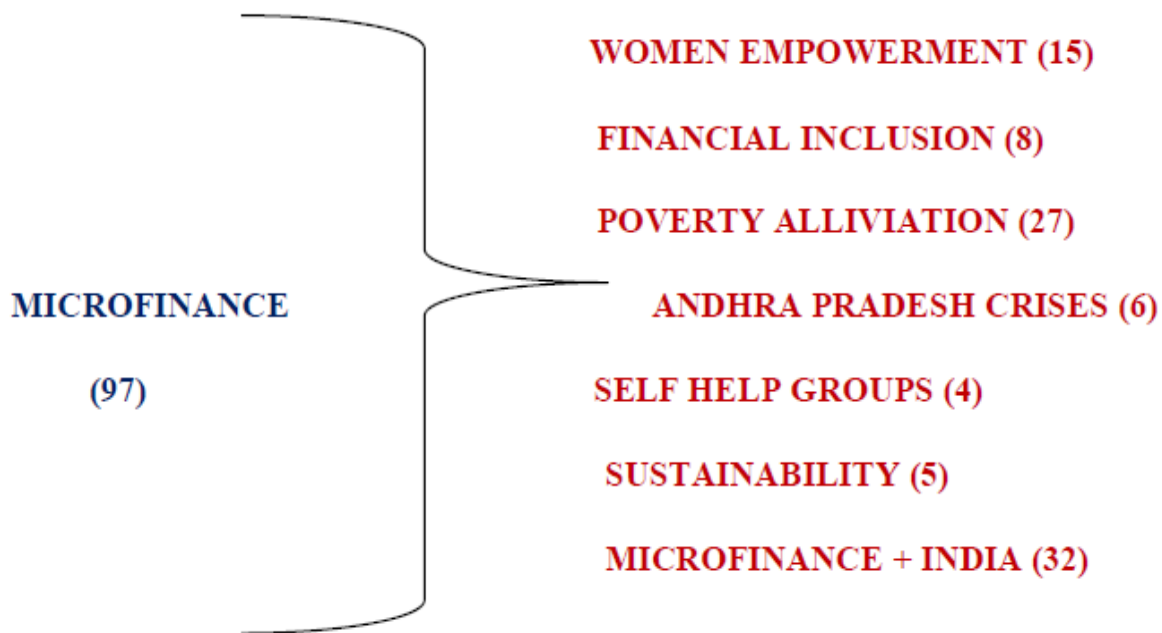 WOMEN EMPOWERMENT (15)
FINANCIAL INCLUSION (8)
POVERTY ALLIVIATION (27)
MICROFINANCE
ANDHRA PRADESH CRISES (6)
(97)
SELF HELP GROUPS (4)
SUSTAINABILITY (5)
MICROFINANCE + INDIA (32)